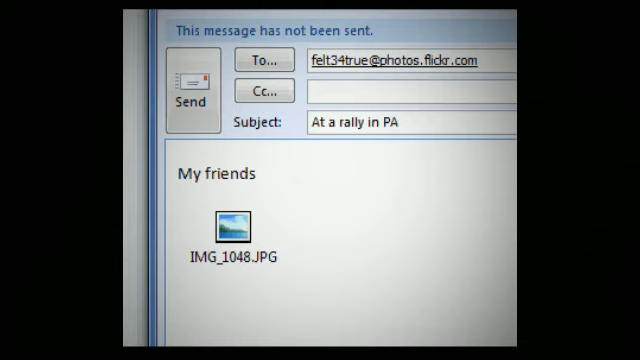 This message has not been sent.
To...
felt34true@photos.flickr.com
Send
Cc...
Subject:
At a rally in PA
My friends
IMG_1048.JPG